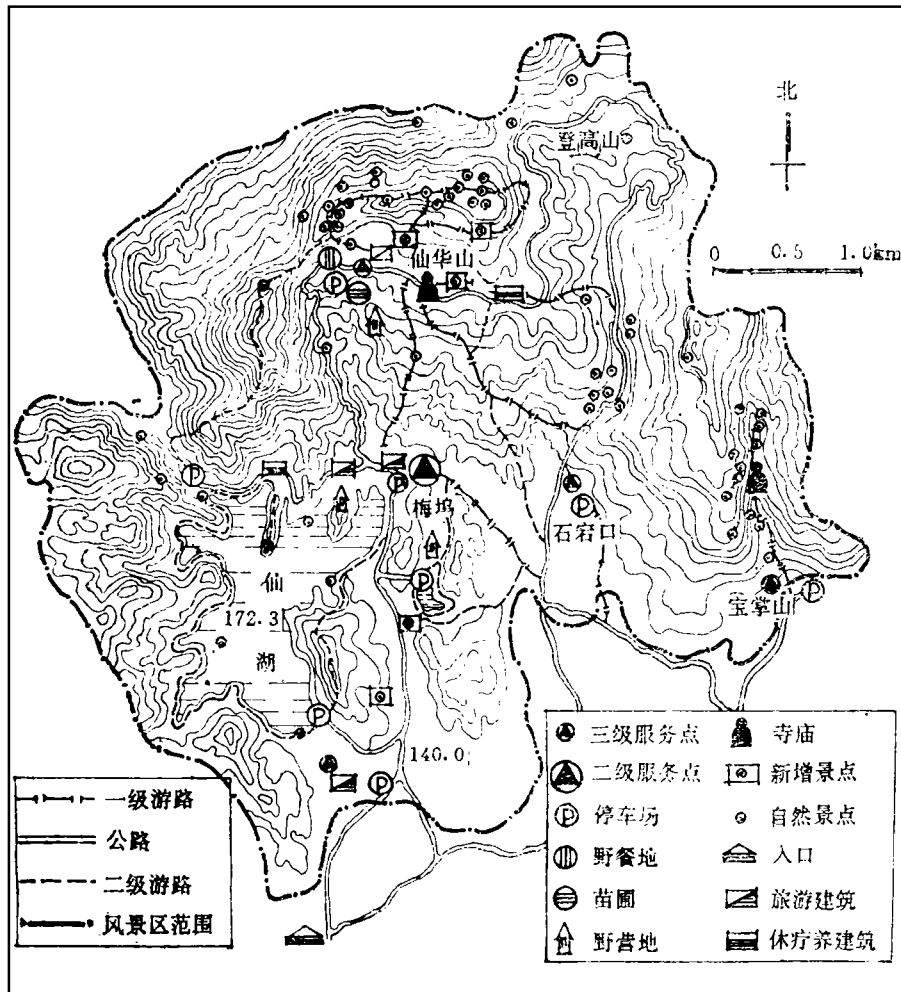 北
登高山
0 0.5 1.0km
仙华山
梅坞
石宕口
宝掌山
仙
172.3
湖
140.0
一级游路
公路
二级游路
风景区范围
三级服务点
二级服务点
P 停车场
野餐地
苗圃
野营地
寺庙
新增景点
自然景点
入口
旅游建筑
休疗养建筑
P
P
P
P
P
P
P
P